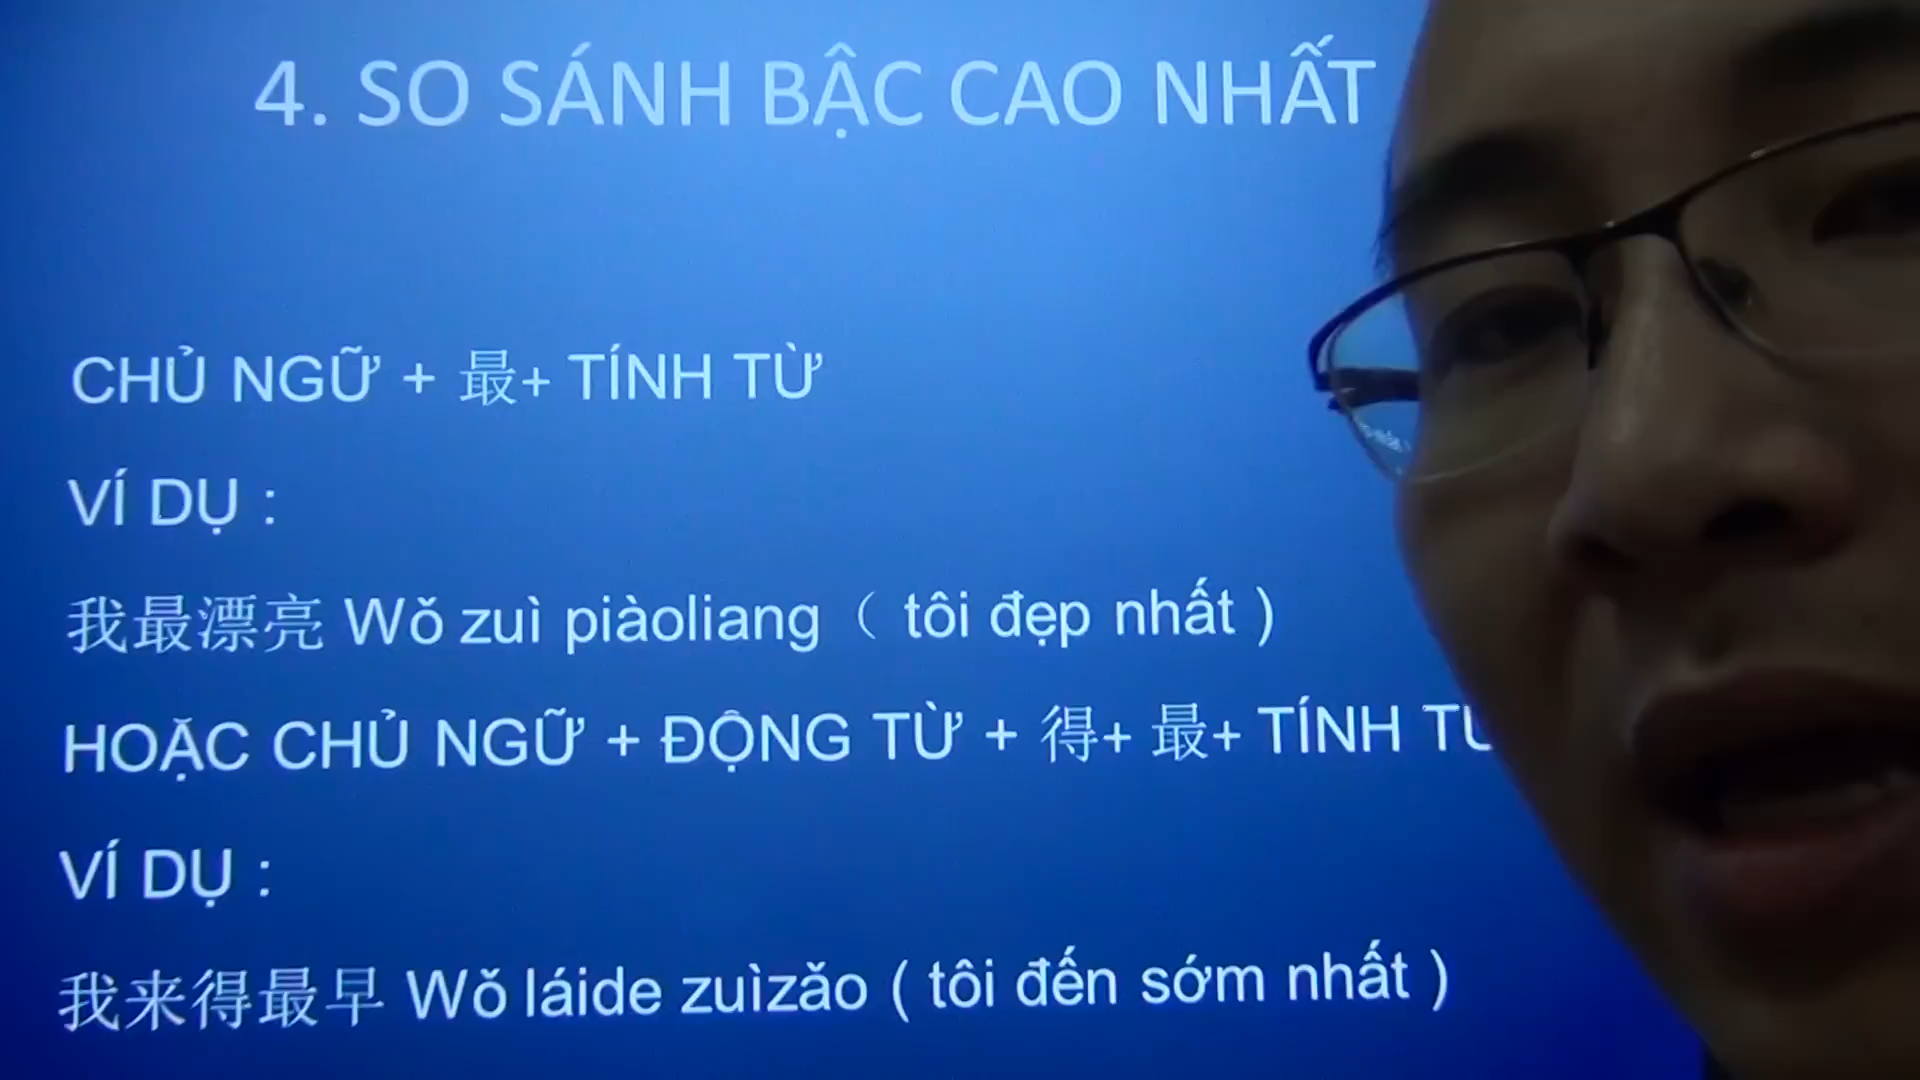 4. SO SÁNH BẬC CAO NHẤT
CHỦ NGỮ + 最+ TÍNH TỪ
VÍ DỤ :
我最漂亮 Wǒ zuì piàoliang（ tôi đẹp nhất )
HOẶC CHỦ NGỮ + ĐỘNG TỪ + 得+ 最+ TÍNH
VÍ DỤ :
我来得最早 Wǒ láide zuìzǎo ( tôi đến sớm nhất )